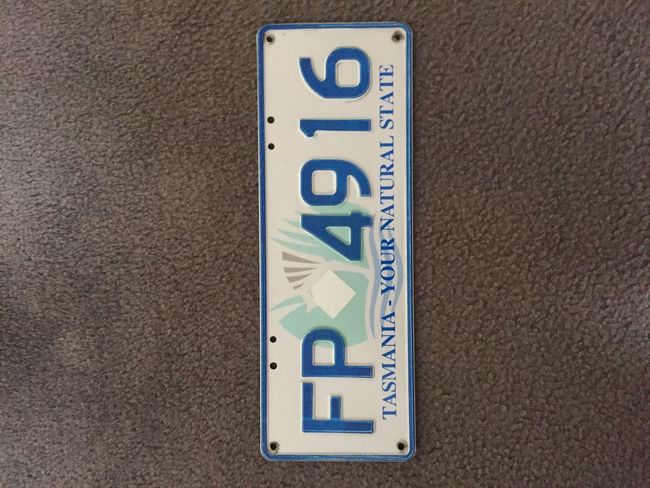 FP 4916
TASMANIA - YOUR NATURAL STATE